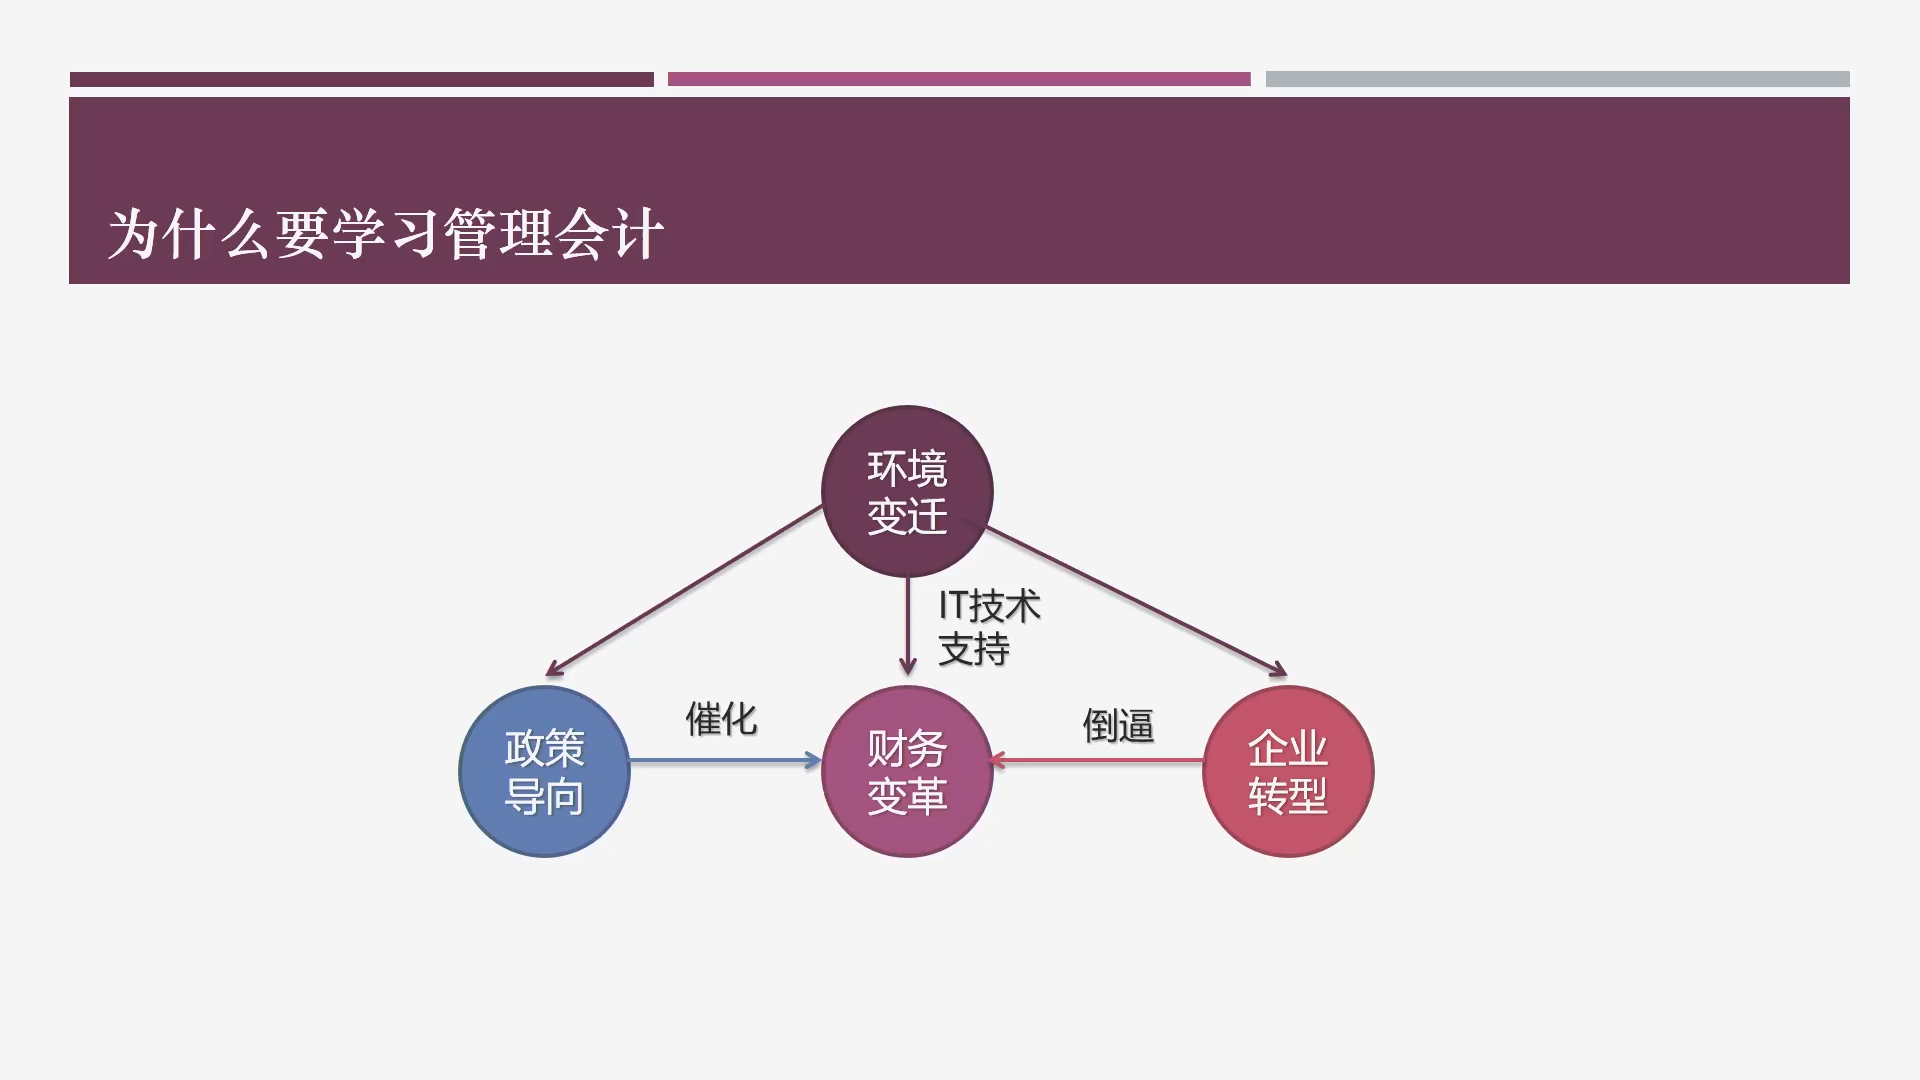 为什么要学习管理会计
环境
变迁
IT技术
支持
催化
倒逼
政策
导向
财务
变革
企业
转型